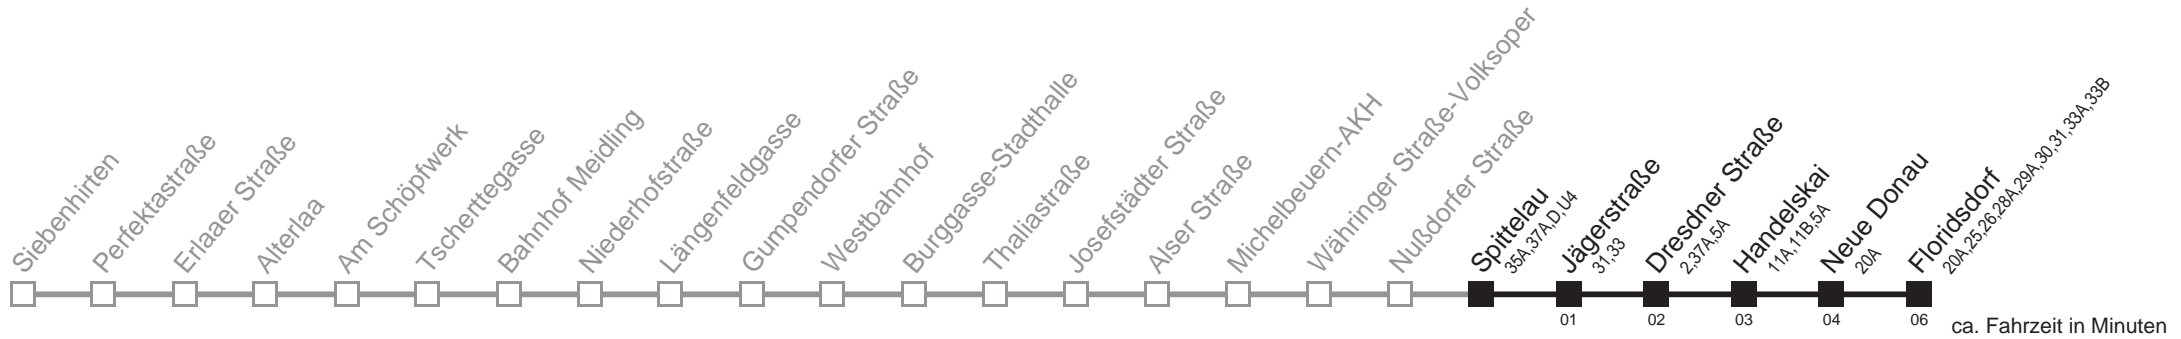 Siebenhirten
Perfektastraße
Erlaaer Straße
Alterlaa
Am Schöpfwerk
Tscherttegasse
Bahnhof Meidling
Niederhofstraße
Längenfeldgasse
Gumpendorfer Straße
Westbahnhof
Burggasse-Stadthalle
Thaliastraße
Josefstädter Straße
Alser Straße
Michelbeuern-AKH
Währinger Straße-Volksoper
Nußdorfer Straße
Spittelau
35A,37A,D,U4
Jägerstraße
31,33
Dresdner Straße
2,37A,5A
Handelskai
11A,11B,5A
Neue Donau
20A
Floridsdorf
20A,25,26,28A,29A,30,31,33A,33B
01
02
03
04
06
ca. Fahrzeit in Minuten